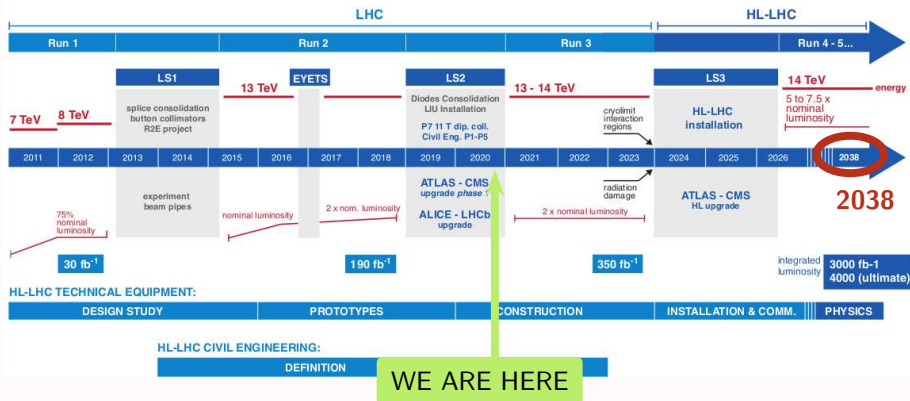 LHC
HL-LHC
Run 1
Run 2
Run 3
Run 4 - 5...
LS1
EYETS
LS2
LS3
14 TeV
13 TeV
13 - 14 TeV
energy
splice consolidation
button collimators
R2E project
Diodes Consolidation
LIU Installation
P7 11 T dip. coll.
Civil Eng. P1-P5
cryolimit
interaction
regions
HL-LHC
installation
5 to 7.5 x
nominal
luminosity
7 TeV
8 TeV
2011 2012 2013 2014 2015 2016 2017 2018 2019 2020 2021 2022 2023 2024 2025 2026 2038
2038
experiment
beam pipes
ATLAS - CMS
upgrade phase
ALICE - LHCb
upgrade
radiation
damage
ATLAS - CMS
HL upgrade
75%
nominal
luminosity
nominal luminosity
2 x nom. luminosity
2 x nominal luminosity
30 fb-1
190 fb-1
350 fb-1
integrated
luminosity
3000 fb-1
4000 (ultimate)
HL-LHC TECHNICAL EQUIPMENT:
DESIGN STUDY
PROTOTYPES
CONSTRUCTION
INSTALLATION & COMM.
PHYSICS
HL-LHC CIVIL ENGINEERING:
DEFINITION
WE ARE HERE